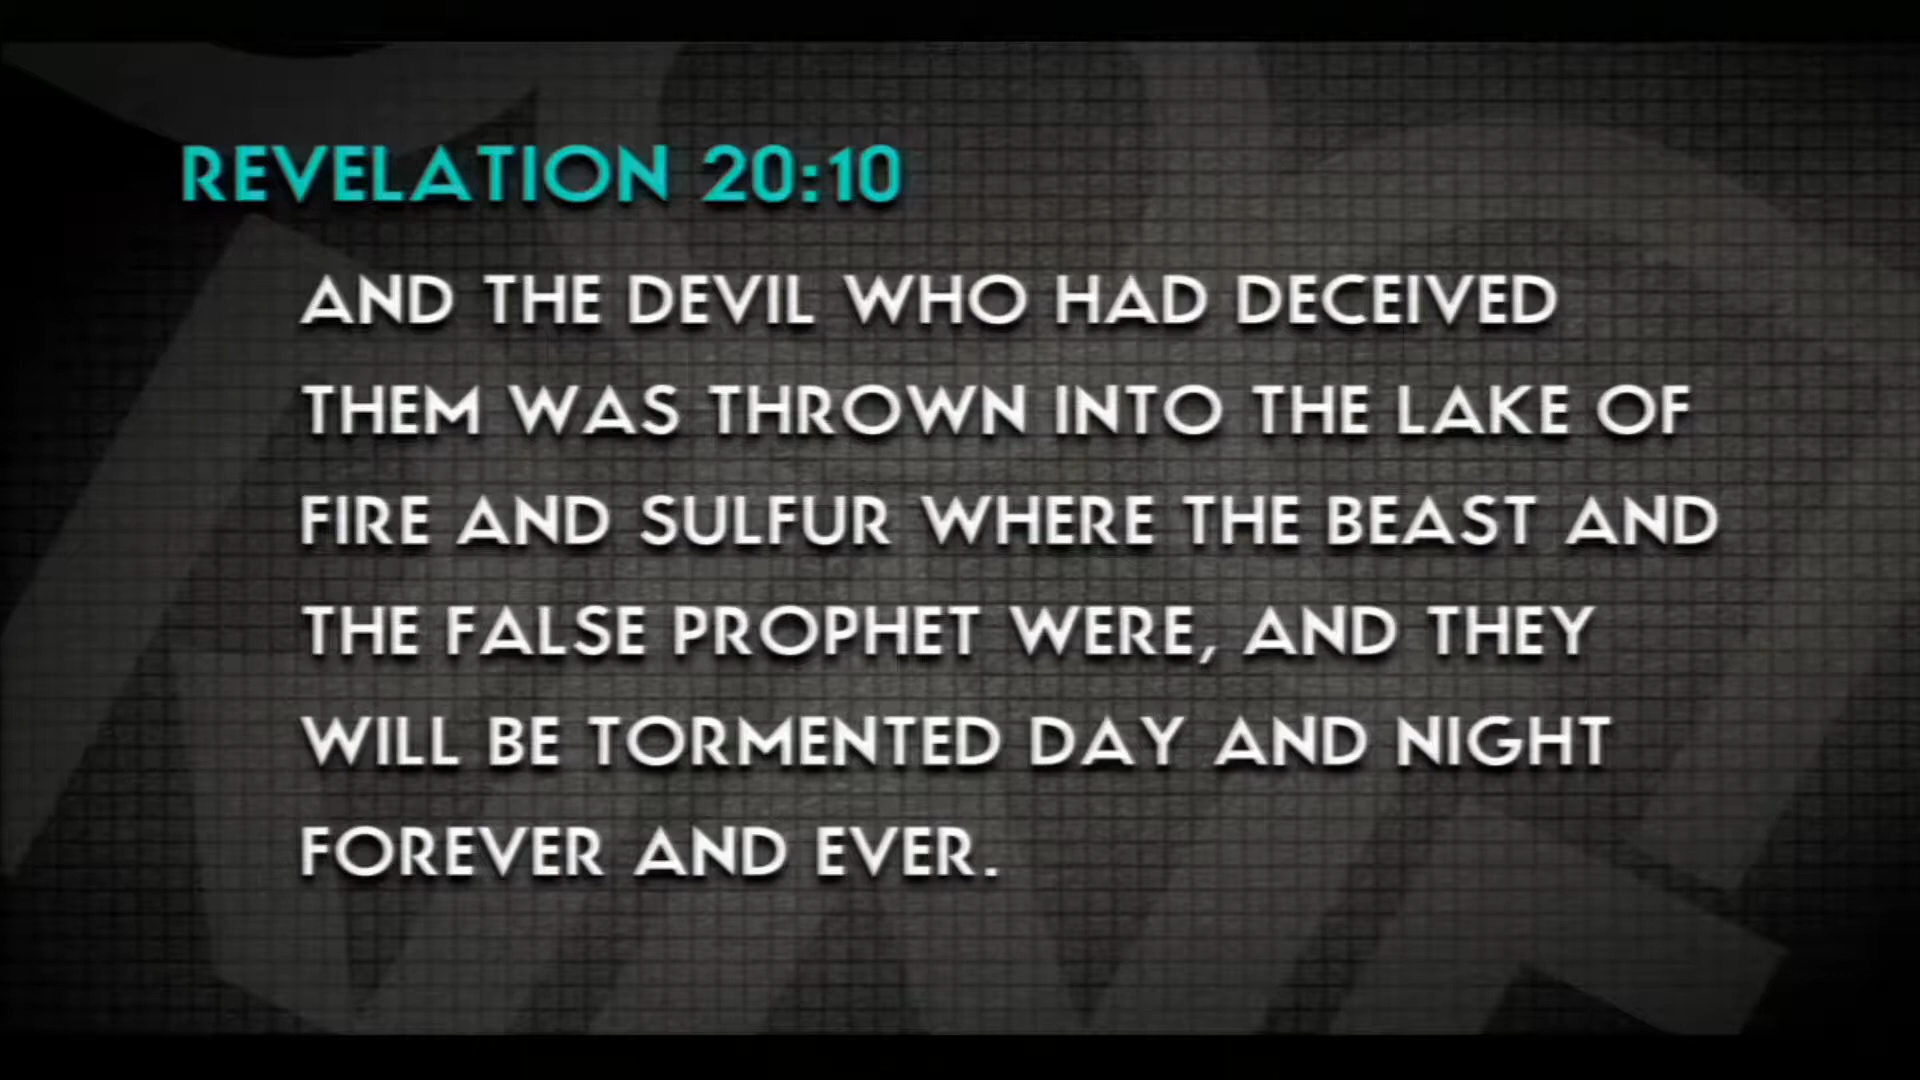 REVELATION 20:10
AND THE DEVIL WHO HAD DECEIVED
THEM WAS THROWN INTO THE LAKE OF
FIRE AND SULFUR WHERE THE BEAST AND
THE FALSE PROPHET WERE, AND THEY
WILL BE TORMENTED DAY AND NIGHT
FOREVER AND EVER.